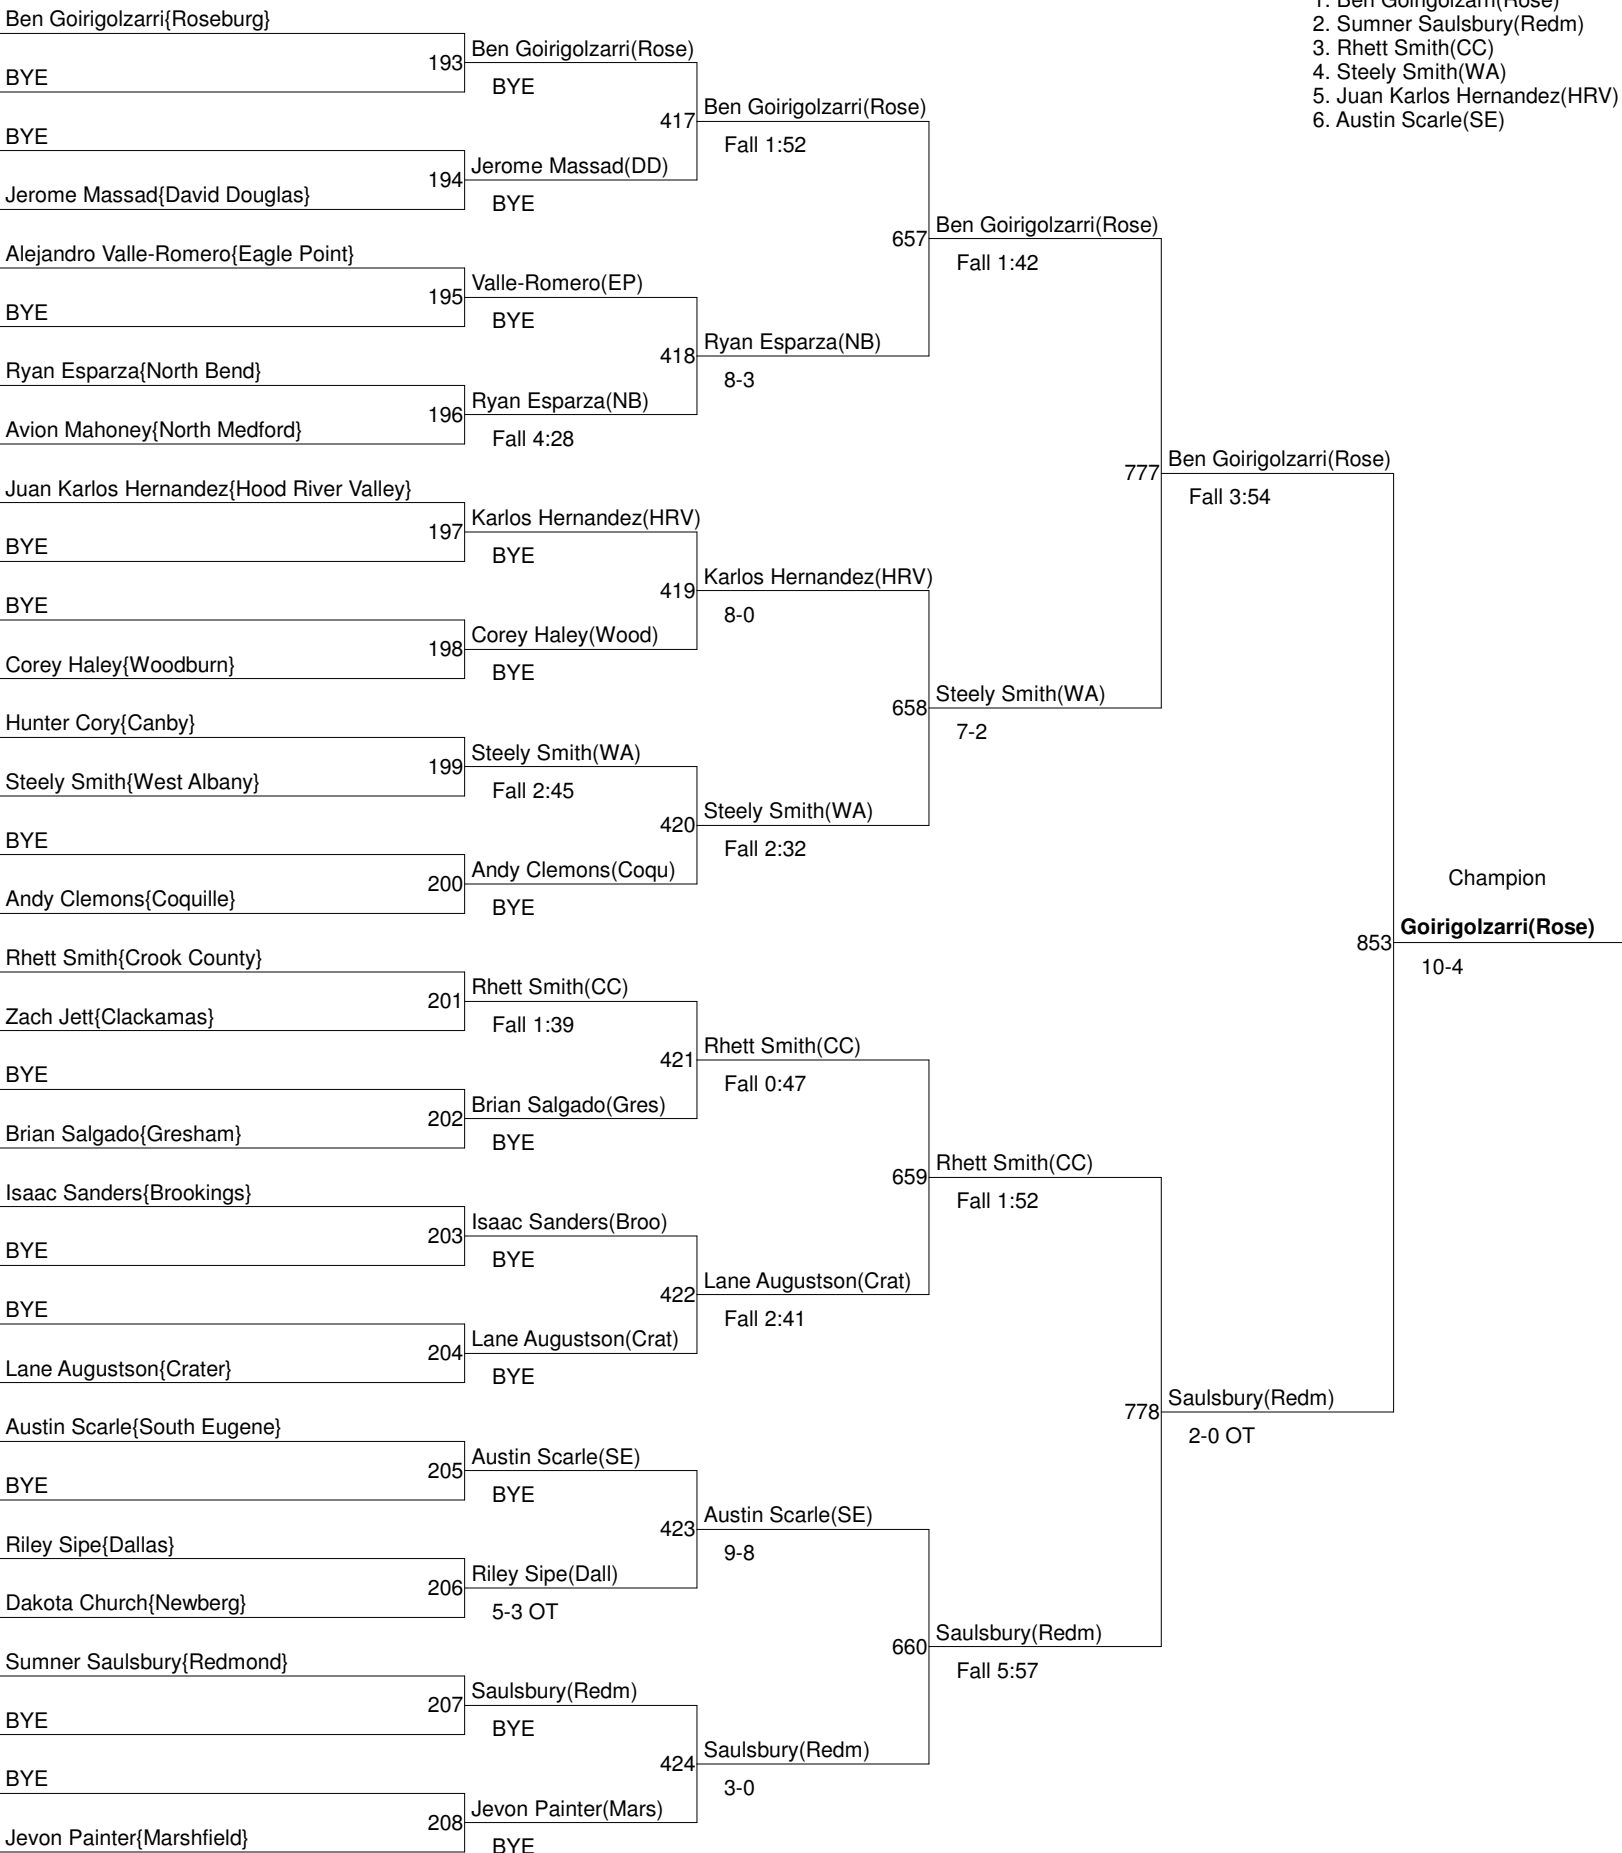 Ben Goirigolzarri{Roseburg}
BYE
BYE
Jerome Massad{David Douglas}
Alejandro Valle-Romero{Eagle Point}
BYE
Ryan Esparza{North Bend}
Avion Mahoney{North Medford}
Juan Karlos Hernandez{Hood River Valley}
BYE
BYE
Corey Haley{Woodburn}
Hunter Cory{Canby}
Steely Smith{West Albany}
BYE
Andy Clemons{Coquille}
Rhett Smith{Crook County}
Zach Jett{Clackamas}
BYE
Brian Salgado{Gresham}
Isaac Sanders{Brookings}
BYE
BYE
Lane Augustson{Crater}
Austin Scarle{South Eugene}
BYE
Riley Sipe{Dallas}
Dakota Church{Newberg}
Sumner Saulsbury{Redmond}
BYE
BYE
Jevon Painter{Marshfield}
193 Ben Goirigolzarri(Rose)
BYE
194 Jerome Massad(DD)
BYE
195 Valle-Romero(EP)
BYE
196 Ryan Esparza(NB)
Fall 4:28
197 Karlos Hernandez(HRV)
BYE
198 Corey Haley(Wood)
BYE
199 Steely Smith(WA)
Fall 2:45
200 Andy Clemons(Coqu)
BYE
201 Rhett Smith(CC)
Fall 1:39
202 Brian Salgado(Gres)
BYE
203 Isaac Sanders(Broo)
BYE
204 Lane Augustson(Crat)
BYE
205 Austin Scarle(SE)
BYE
206 Riley Sipe(Dall)
5-3 OT
207 Saulsbury(Redm)
BYE
208 Jevon Painter(Mars)
BYE
417 Ben Goirigolzarri(Rose)
Fall 1:52
418 Ryan Esparza(NB)
8-3
419 Karlos Hernandez(HRV)
8-0
420 Steely Smith(WA)
Fall 2:32
421 Rhett Smith(CC)
Fall 0:47
422 Lane Augustson(Crat)
Fall 2:41
423 Austin Scarle(SE)
9-8
424 Saulsbury(Redm)
3-0
657 Ben Goirigolzarri(Rose)
Fall 1:42
658 Steely Smith(WA)
7-2
659 Rhett Smith(CC)
Fall 1:52
660 Saulsbury(Redm)
Fall 5:57
777 Ben Goirigolzarri(Rose)
Fall 3:54
778 Saulsbury(Redm)
2-0 OT
Champion
853 Goirigolzarri(Rose)
10-4
1. Ben Goirigolzarri(Rose)
2. Sumner Saulsbury(Redm)
3. Rhett Smith(CC)
4. Steely Smith(WA)
5. Juan Karlos Hernandez(HRV)
6. Austin Scarle(SE)